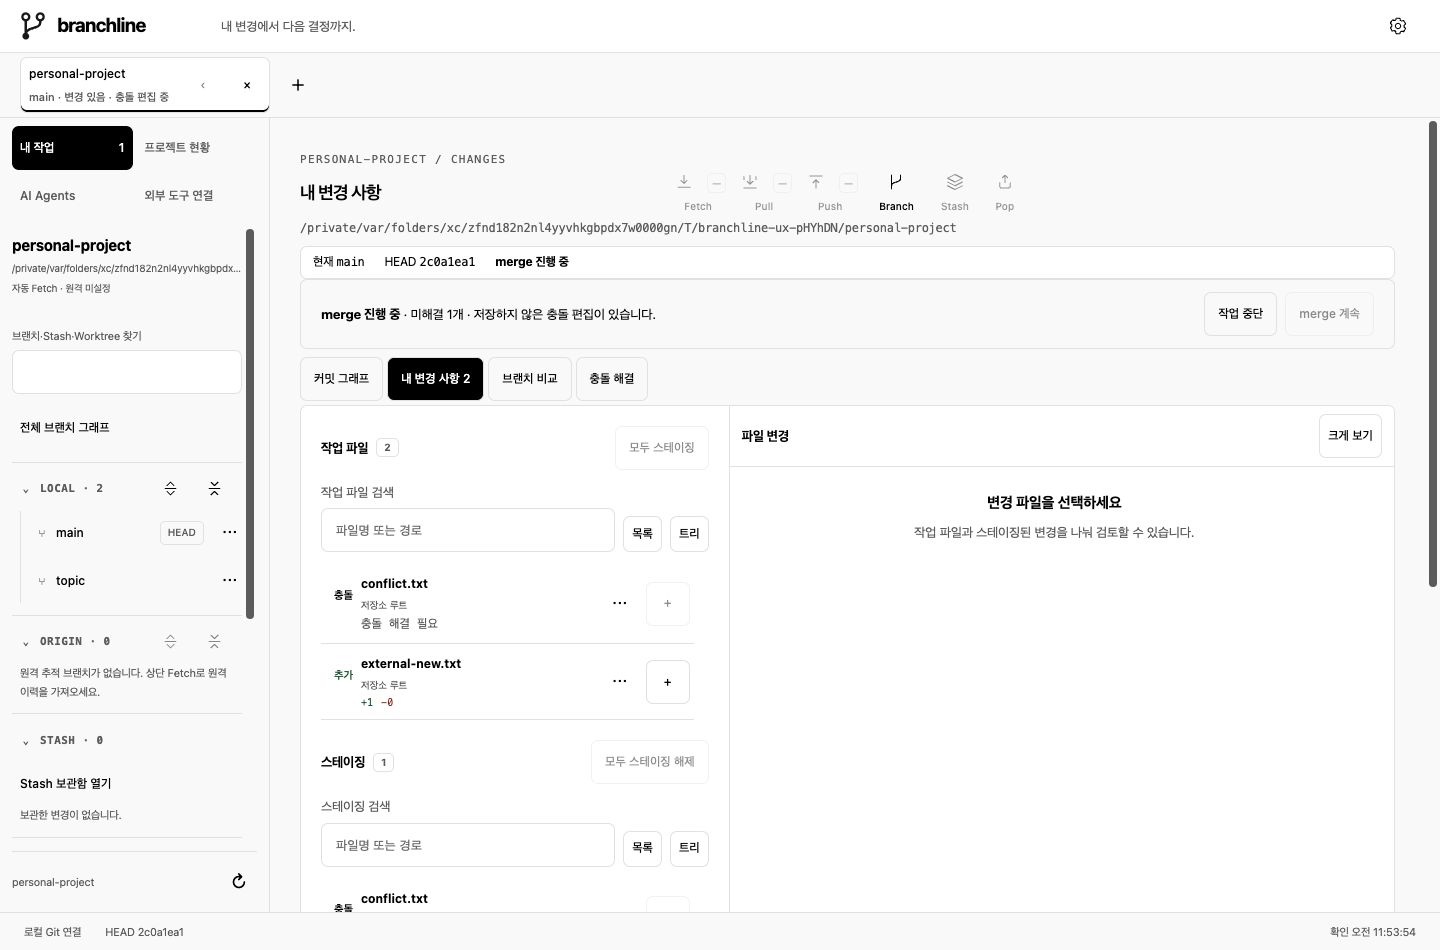 branchline
내 변경에서 다음 결정까지.
personal-project
main · 변경 있음 · 충돌 편집 중
내 작업 1
프로젝트 현황
AI Agents
외부 도구 연결
personal-project
/private/var/folders/xc/zfnd182n2nl4yyvhkgbpdx...
자동 Fetch · 원격 미설정
브랜치·Stash·Worktree 찾기
전체 브랜치 그래프
LOCAL · 2
main HEAD
topic
ORIGIN · 0
원격 추적 브랜치가 없습니다. 상단 Fetch로 원격
이력을 가져오세요.
STASH · 0
Stash 보관함 열기
보관한 변경이 없습니다.
personal-project
PERSONAL-PROJECT / CHANGES
내 변경 사항
Fetch Pull Push Branch Stash Pop
/private/var/folders/xc/zfnd182n2nl4yyvhkgbpdx7w0000gn/T/branchline-ux-pHYhDN/personal-project
현재 main HEAD 2c0a1ea1 merge 진행 중
merge 진행 중 · 미해결 1개 · 저장하지 않은 충돌 편집이 있습니다.
작업 중단 merge 계속
커밋 그래프 내 변경 사항 2 브랜치 비교 충돌 해결
작업 파일 2 모두 스테이징
작업 파일 검색
파일명 또는 경로 목록 트리
충돌 conflict.txt
저장소 루트
충돌 해결 필요
추가 external-new.txt
저장소 루트
+1 −0
스테이징 1 모두 스테이징 해제
스테이징 검색
파일명 또는 경로 목록 트리
충돌 conflict.txt
파일 변경 크게 보기
변경 파일을 선택하세요
작업 파일과 스테이징된 변경을 나눠 검토할 수 있습니다.
로컬 Git 연결 HEAD 2c0a1ea1
확인 오전 11:53:54